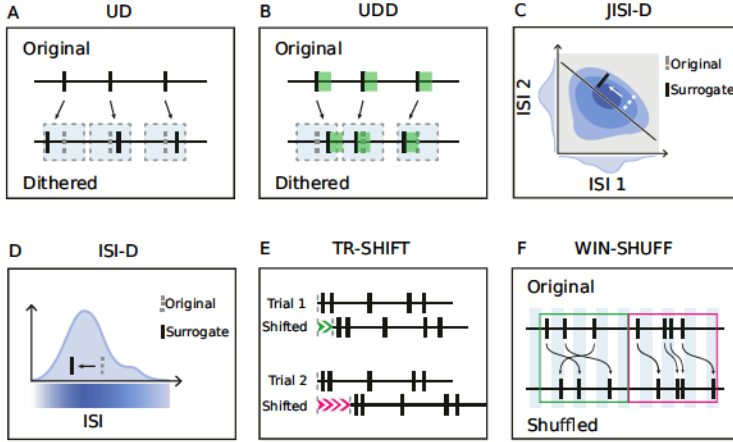 A UD
Original
Dithered
B UDD
Original
Dithered
C JISI-D
ISI 2
Original
Surrogate
ISI 1
D ISI-D
Original
Surrogate
ISI
E TR-SHIFT
Trial 1
Shifted
Trial 2
Shifted
F WIN-SHUFF
Original
Shuffled